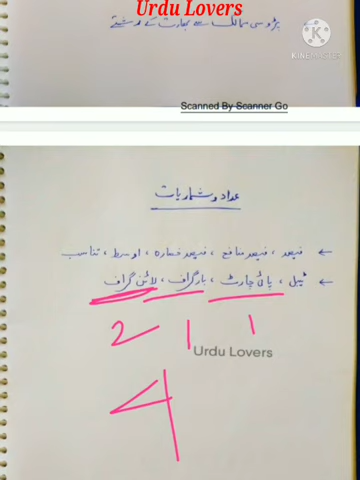 Urdu Lovers
پڑوسی ممالک سے بھارت کے رشتے
KINEMASTER
Scanned By Scanner Go
عداد و شماریات
← فیصد، فیصد منافع، فیصد خسارہ، اوسط، تناسب
← ٹیبل، پائی چارٹ، بار گراف، لائن گراف
2 1 1
Urdu Lovers
4